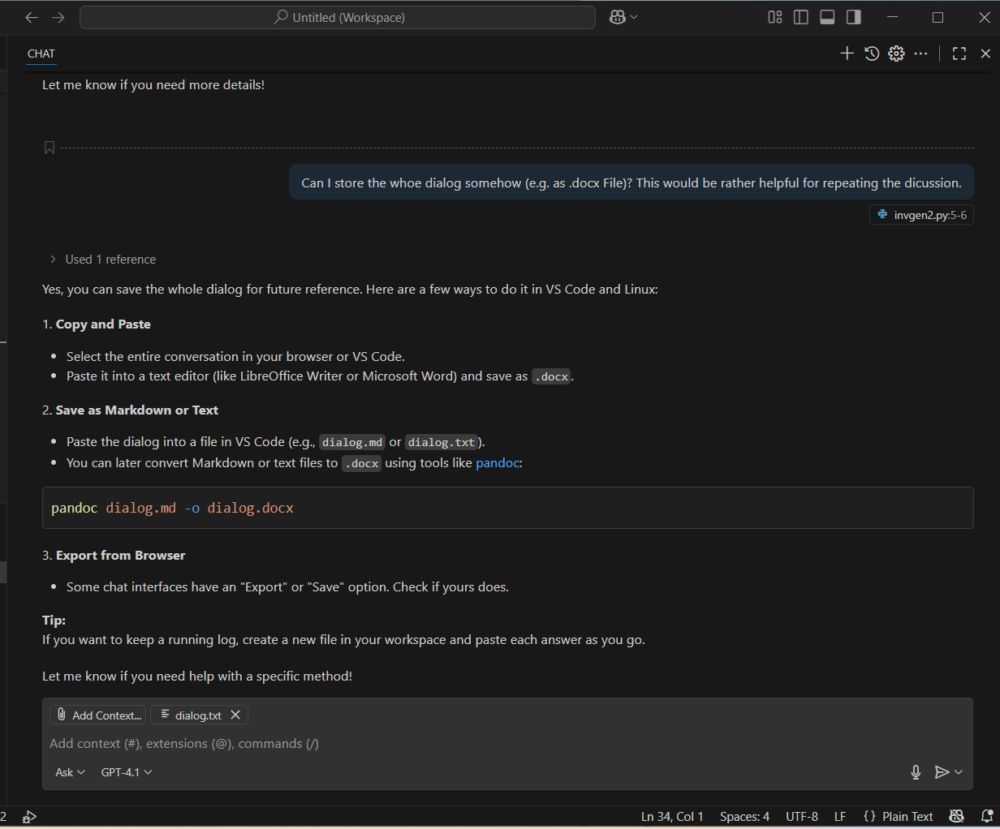 Untitled (Workspace)
CHAT
Let me know if you need more details!
Can I store the whoe dialog somehow (e.g. as .docx File)? This would be rather helpful for repeating the dicussion.
invgen2.py:5-6
Used 1 reference
Yes, you can save the whole dialog for future reference. Here are a few ways to do it in VS Code and Linux:
1. Copy and Paste
• Select the entire conversation in your browser or VS Code.
• Paste it into a text editor (like LibreOffice Writer or Microsoft Word) and save as .docx.
2. Save as Markdown or Text
• Paste the dialog into a file in VS Code (e.g., dialog.md or dialog.txt).
• You can later convert Markdown or text files to .docx using tools like pandoc:
pandoc dialog.md -o dialog.docx
3. Export from Browser
• Some chat interfaces have an "Export" or "Save" option. Check if yours does.
Tip:
If you want to keep a running log, create a new file in your workspace and paste each answer as you go.
Let me know if you need help with a specific method!
Add Context... dialog.txt
Add context (#), extensions (@), commands (/)
Ask GPT-4.1
2 Ln 34, Col 1 Spaces: 4 UTF-8 LF {} Plain Text